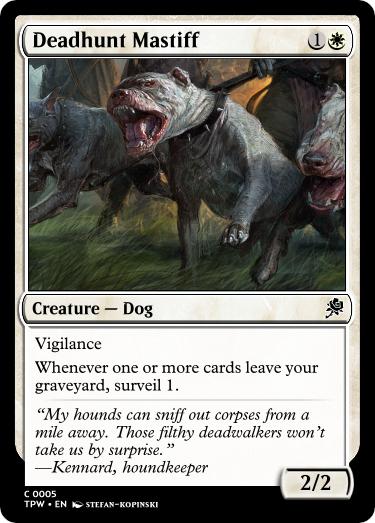 Deadhunt Mastiff 1
Creature — Dog
Vigilance
Whenever one or more cards leave your
graveyard, surveil 1.
“My hounds can sniff out corpses from a
mile away. Those filthy deadwalkers won’t
take us by surprise.”
—Kennard, houndkeeper
2/2
C 0005
TPW • EN STEFAN-KOPINSKI